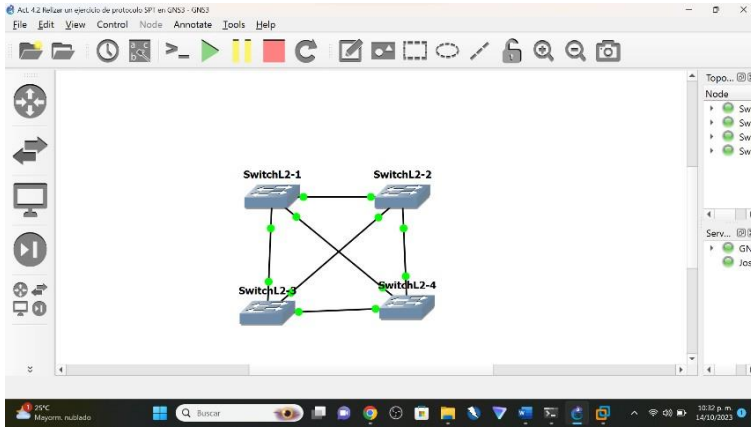 Act. 4.2 Relizar un ejercicio de protocolo SPT en GNS3 - GNS3
File Edit View Control Node Annotate Tools Help
Topo...
Node
Sw
Sw
Sw
Sw
SwitchL2-1
SwitchL2-2
SwitchL2-3
SwitchL2-4
Serv...
GN
Jos
25°C
Mayorm. nublado
Buscar
10:32 p. m.
14/10/2023